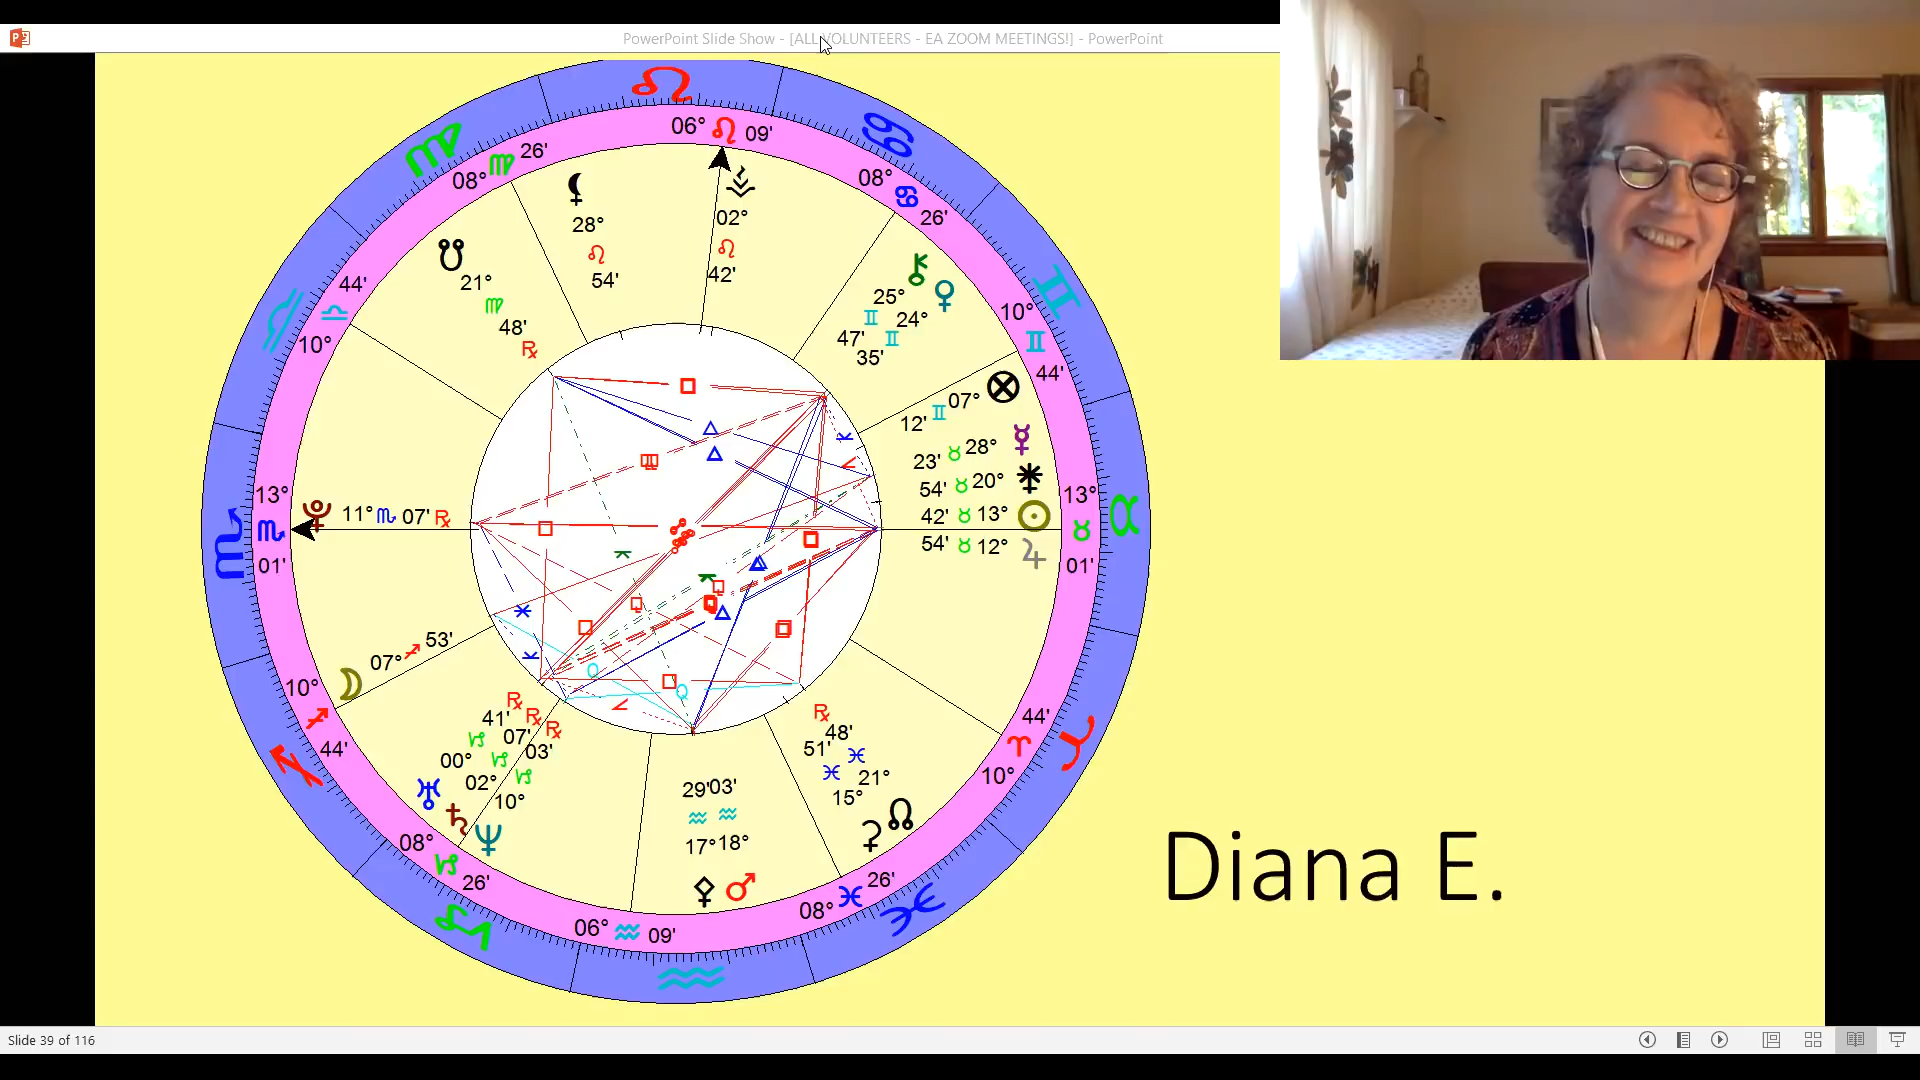 PowerPoint Slide Show - [ALL VOLUNTEERS - EA ZOOM MEETINGS!] - PowerPoint
06° ♌ 09'
08° ♍ 26'
08° ♋ 26'
28° ♌ 54'
02° ♌ 42'
21° ♍ 48' ℞
44' ♎ 10°
25° ♊ 47'
24° ♊ 35'
10° ♊ 44'
12' ♊ 07°
23' ♉ 28°
54' ♉ 20°
42' ♉ 13°
54' ♉ 12°
13° ♉ 01'
13° ♏ 01'
11° ♏ 07' ℞
07° ♐ 53'
10° ♐ 44'
00° ♑ 41' ℞
02° ♑ 07' ℞
10° ♑ 03' ℞
08° ♑ 26'
17° ♒ 29'
18° ♒ 03'
06° ♒ 09'
15° ♓ 51'
21° ♓ 48' ℞
08° ♓ 26'
44' ♈ 10°
Diana E.
Slide 39 of 116